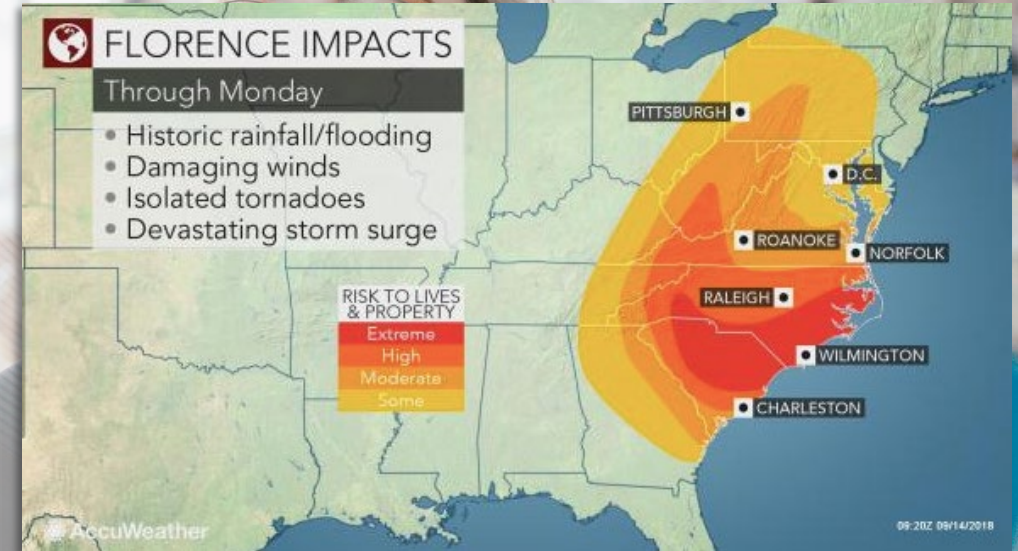 FLORENCE IMPACTS
Through Monday
• Historic rainfall/flooding
• Damaging winds
• Isolated tornadoes
• Devastating storm surge
RISK TO LIVES
& PROPERTY
Extreme
High
Moderate
Some
PITTSBURGH
D.C.
ROANOKE
NORFOLK
RALEIGH
WILMINGTON
CHARLESTON
AccuWeather
09:20Z 09/14/2018